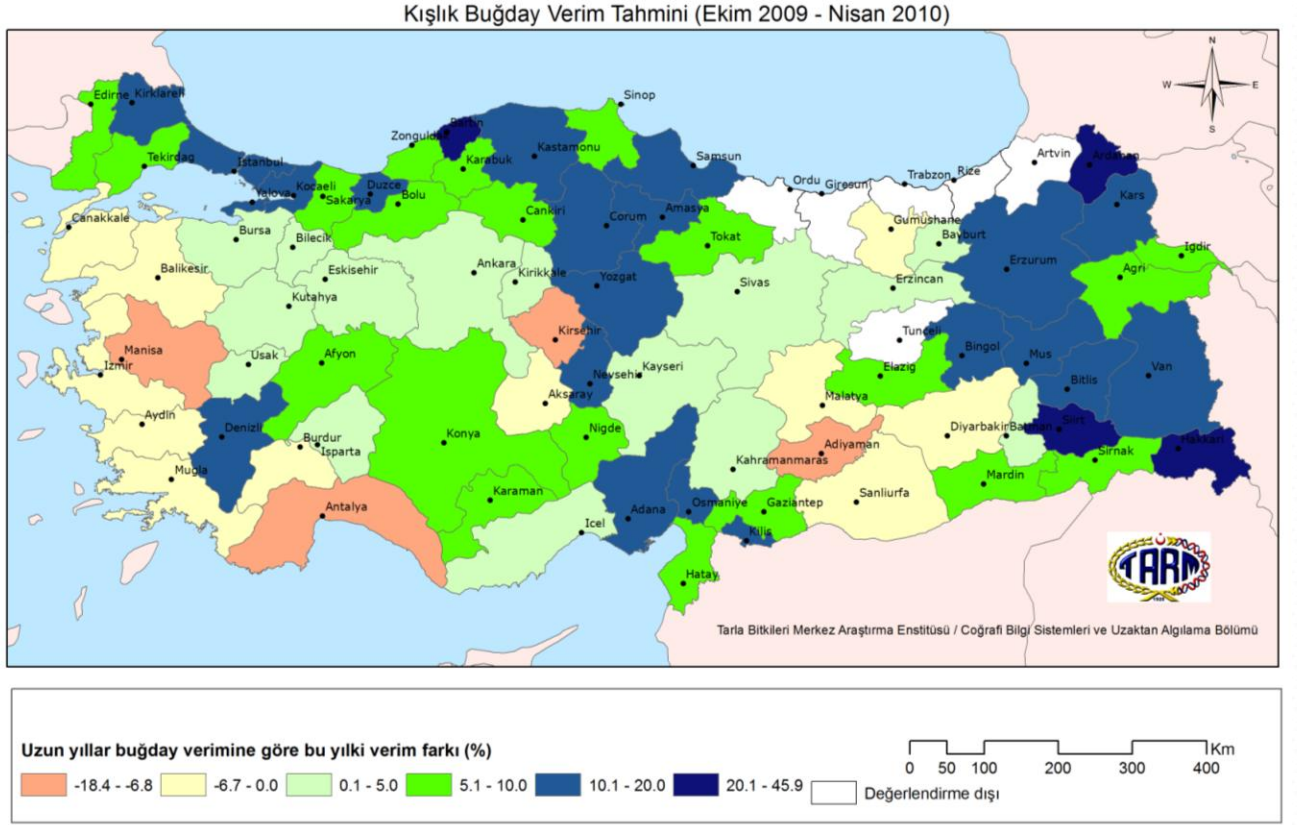 Kışlık Buğday Verim Tahmini (Ekim 2009 - Nisan 2010)
N
W E
S
Edirne
Kirklareli
Tekirdag
Istanbul
Yalova
Kocaeli
Sakarya
Duzce
Bolu
Zonguldak
Bartin
Karabuk
Kastamonu
Sinop
Samsun
Ordu
Giresun
Trabzon
Rize
Artvin
Ardahan
Kars
Canakkale
Bursa
Bilecik
Cankiri
Corum
Amasya
Tokat
Gumushane
Bayburt
Erzurum
Agri
Igdir
Balikesir
Eskisehir
Kutahya
Ankara
Kirikkale
Yozgat
Sivas
Erzincan
Tunceli
Manisa
Izmir
Usak
Afyon
Kirsehir
Nevsehir
Kayseri
Aksaray
Malatya
Elazig
Bingol
Mus
Bitlis
Van
Aydin
Denizli
Burdur
Isparta
Konya
Nigde
Kahramanmaras
Adiyaman
Diyarbakir
Batman
Siirt
Sirnak
Hakkari
Mugla
Antalya
Karaman
Icel
Adana
Osmaniye
Gaziantep
Kilis
Sanliurfa
Mardin
Hatay
TARM
Tarla Bitkileri Merkez Araştırma Enstitüsü / Coğrafi Bilgi Sistemleri ve Uzaktan Algılama Bölümü
Uzun yıllar buğday verimine göre bu yılki verim farkı (%)
-18.4 - -6.8 -6.7 - 0.0 0.1 - 5.0 5.1 - 10.0 10.1 - 20.0 20.1 - 45.9 Değerlendirme dışı
Km
0 50 100 200 300 400